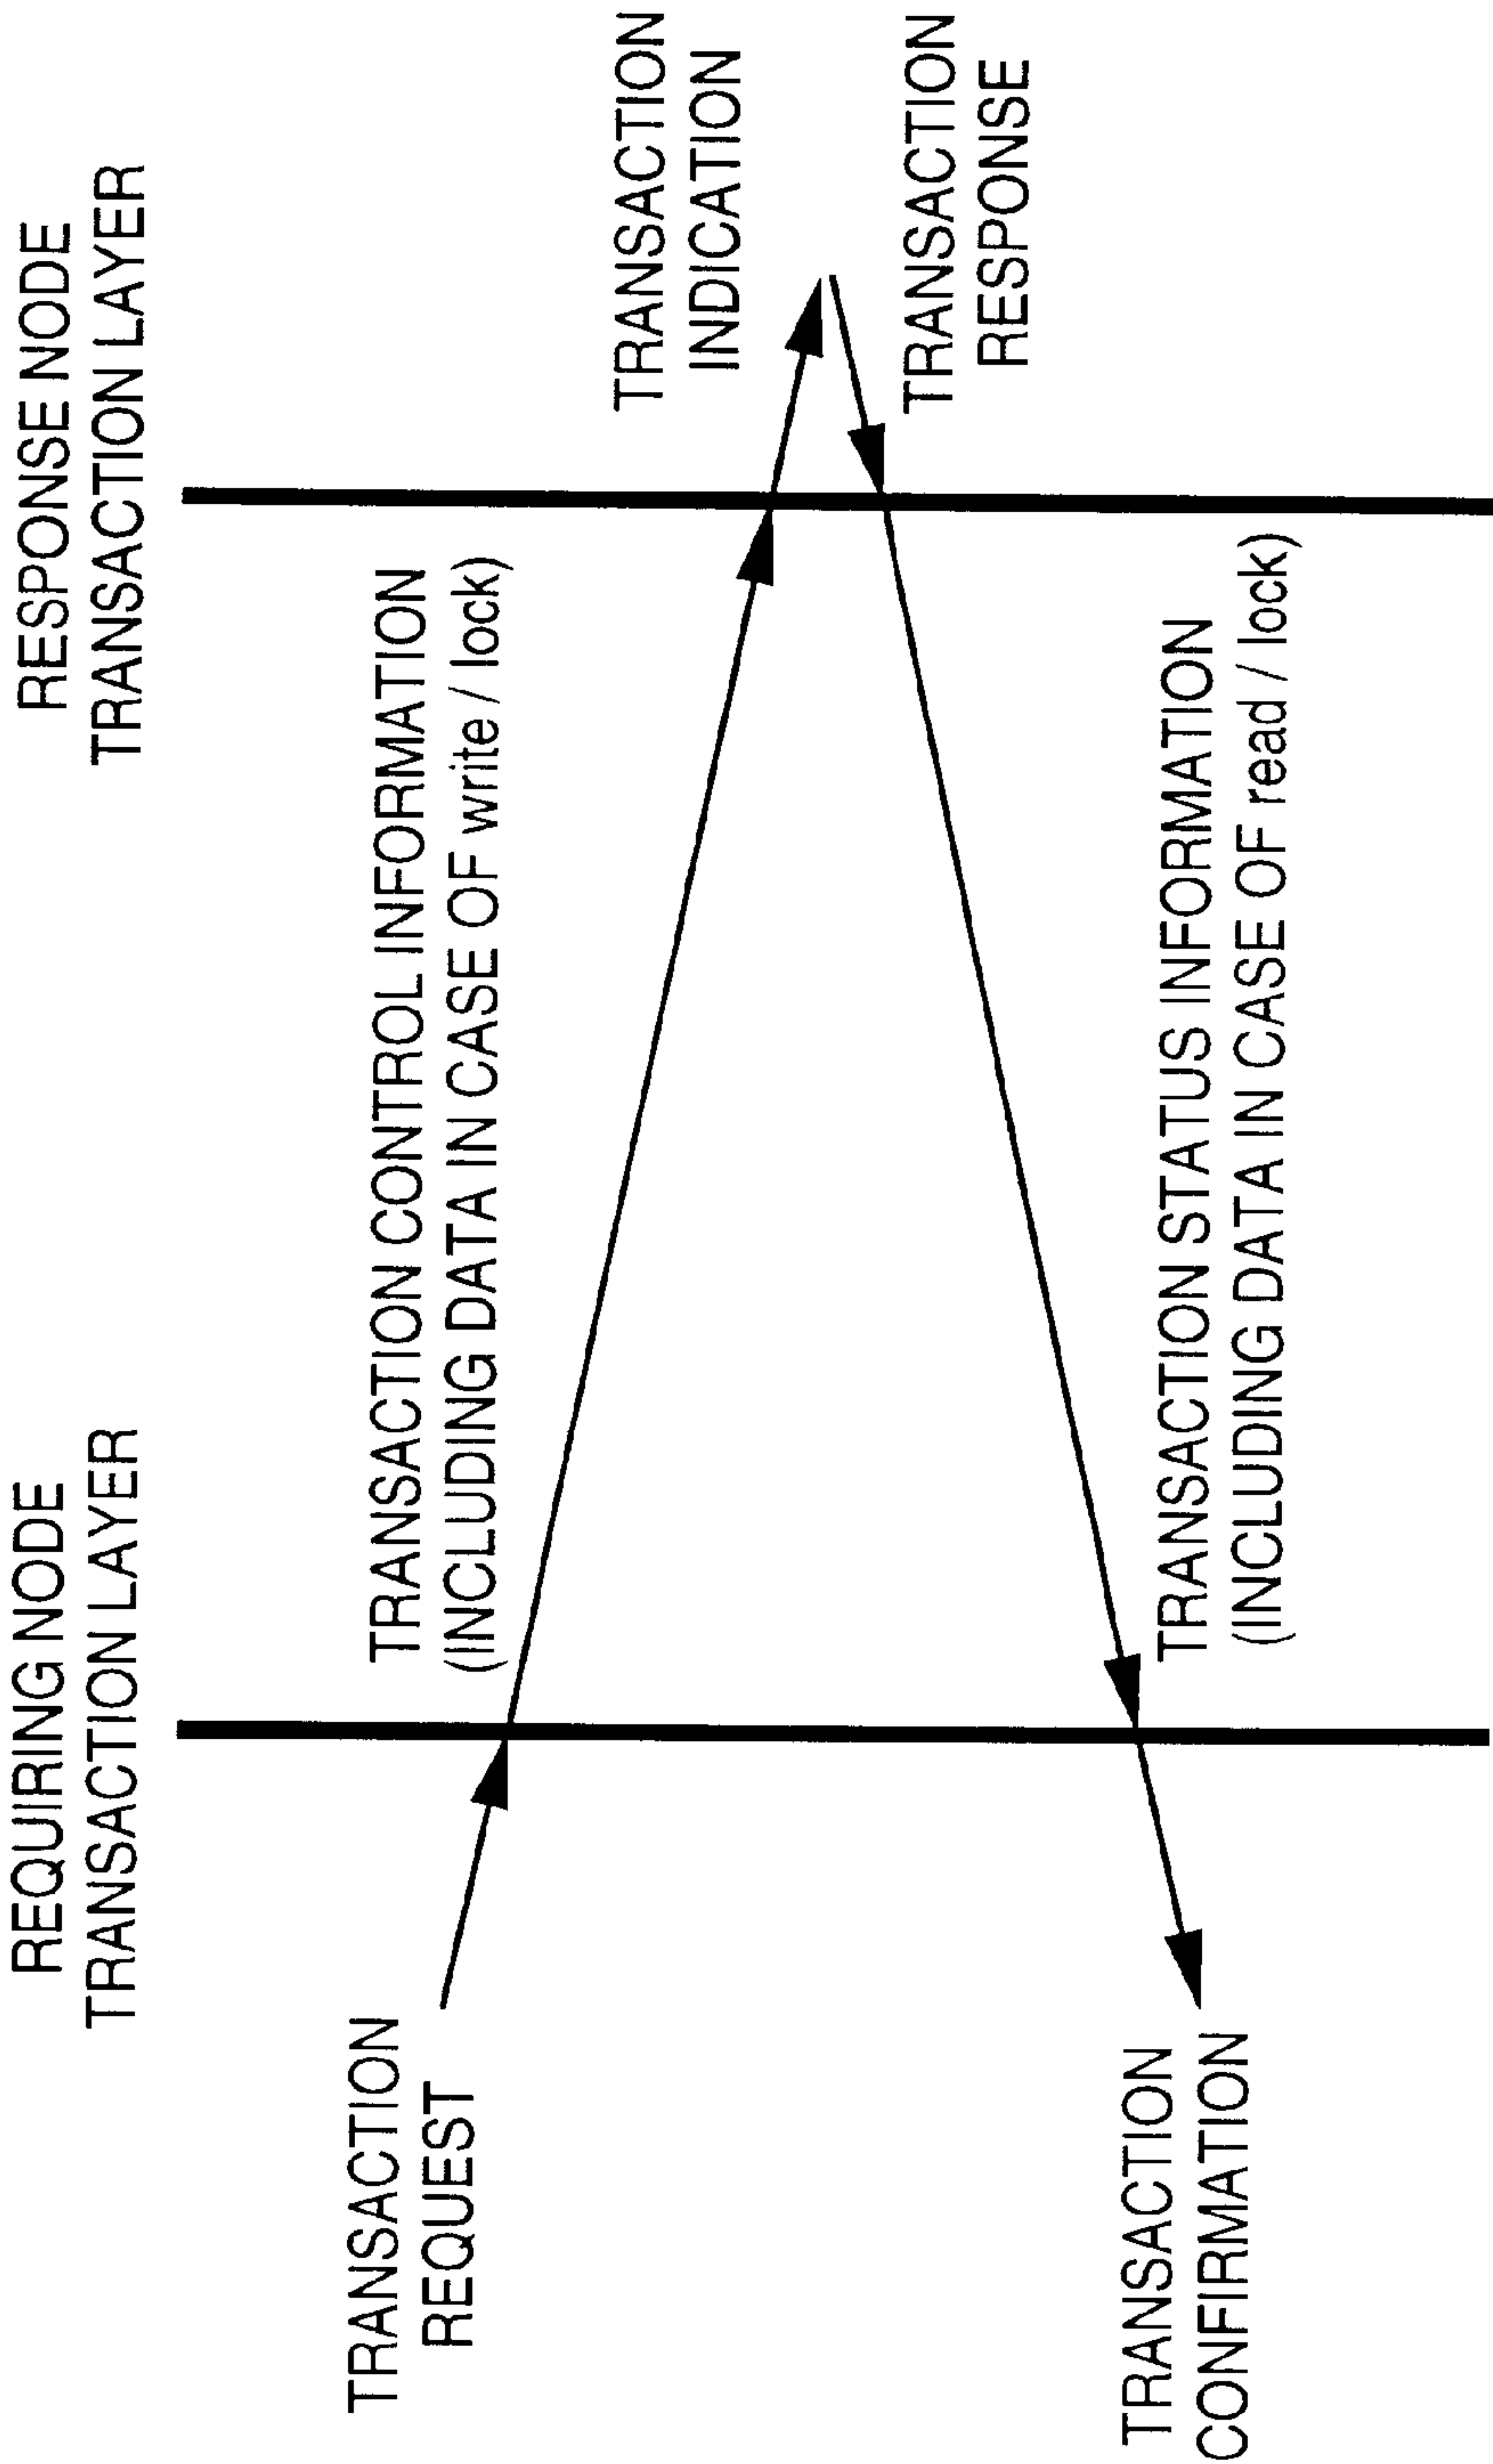 REQUIRING NODE
TRANSACTION LAYER
RESPONSE NODE
TRANSACTION LAYER
TRANSACTION
REQUEST
TRANSACTION CONTROL INFORMATION
(INCLUDING DATA IN CASE OF write / lock)
TRANSACTION
INDICATION
TRANSACTION
RESPONSE
TRANSACTION STATUS INFORMATION
(INCLUDING DATA IN CASE OF read / lock)
TRANSACTION
CONFIRMATION